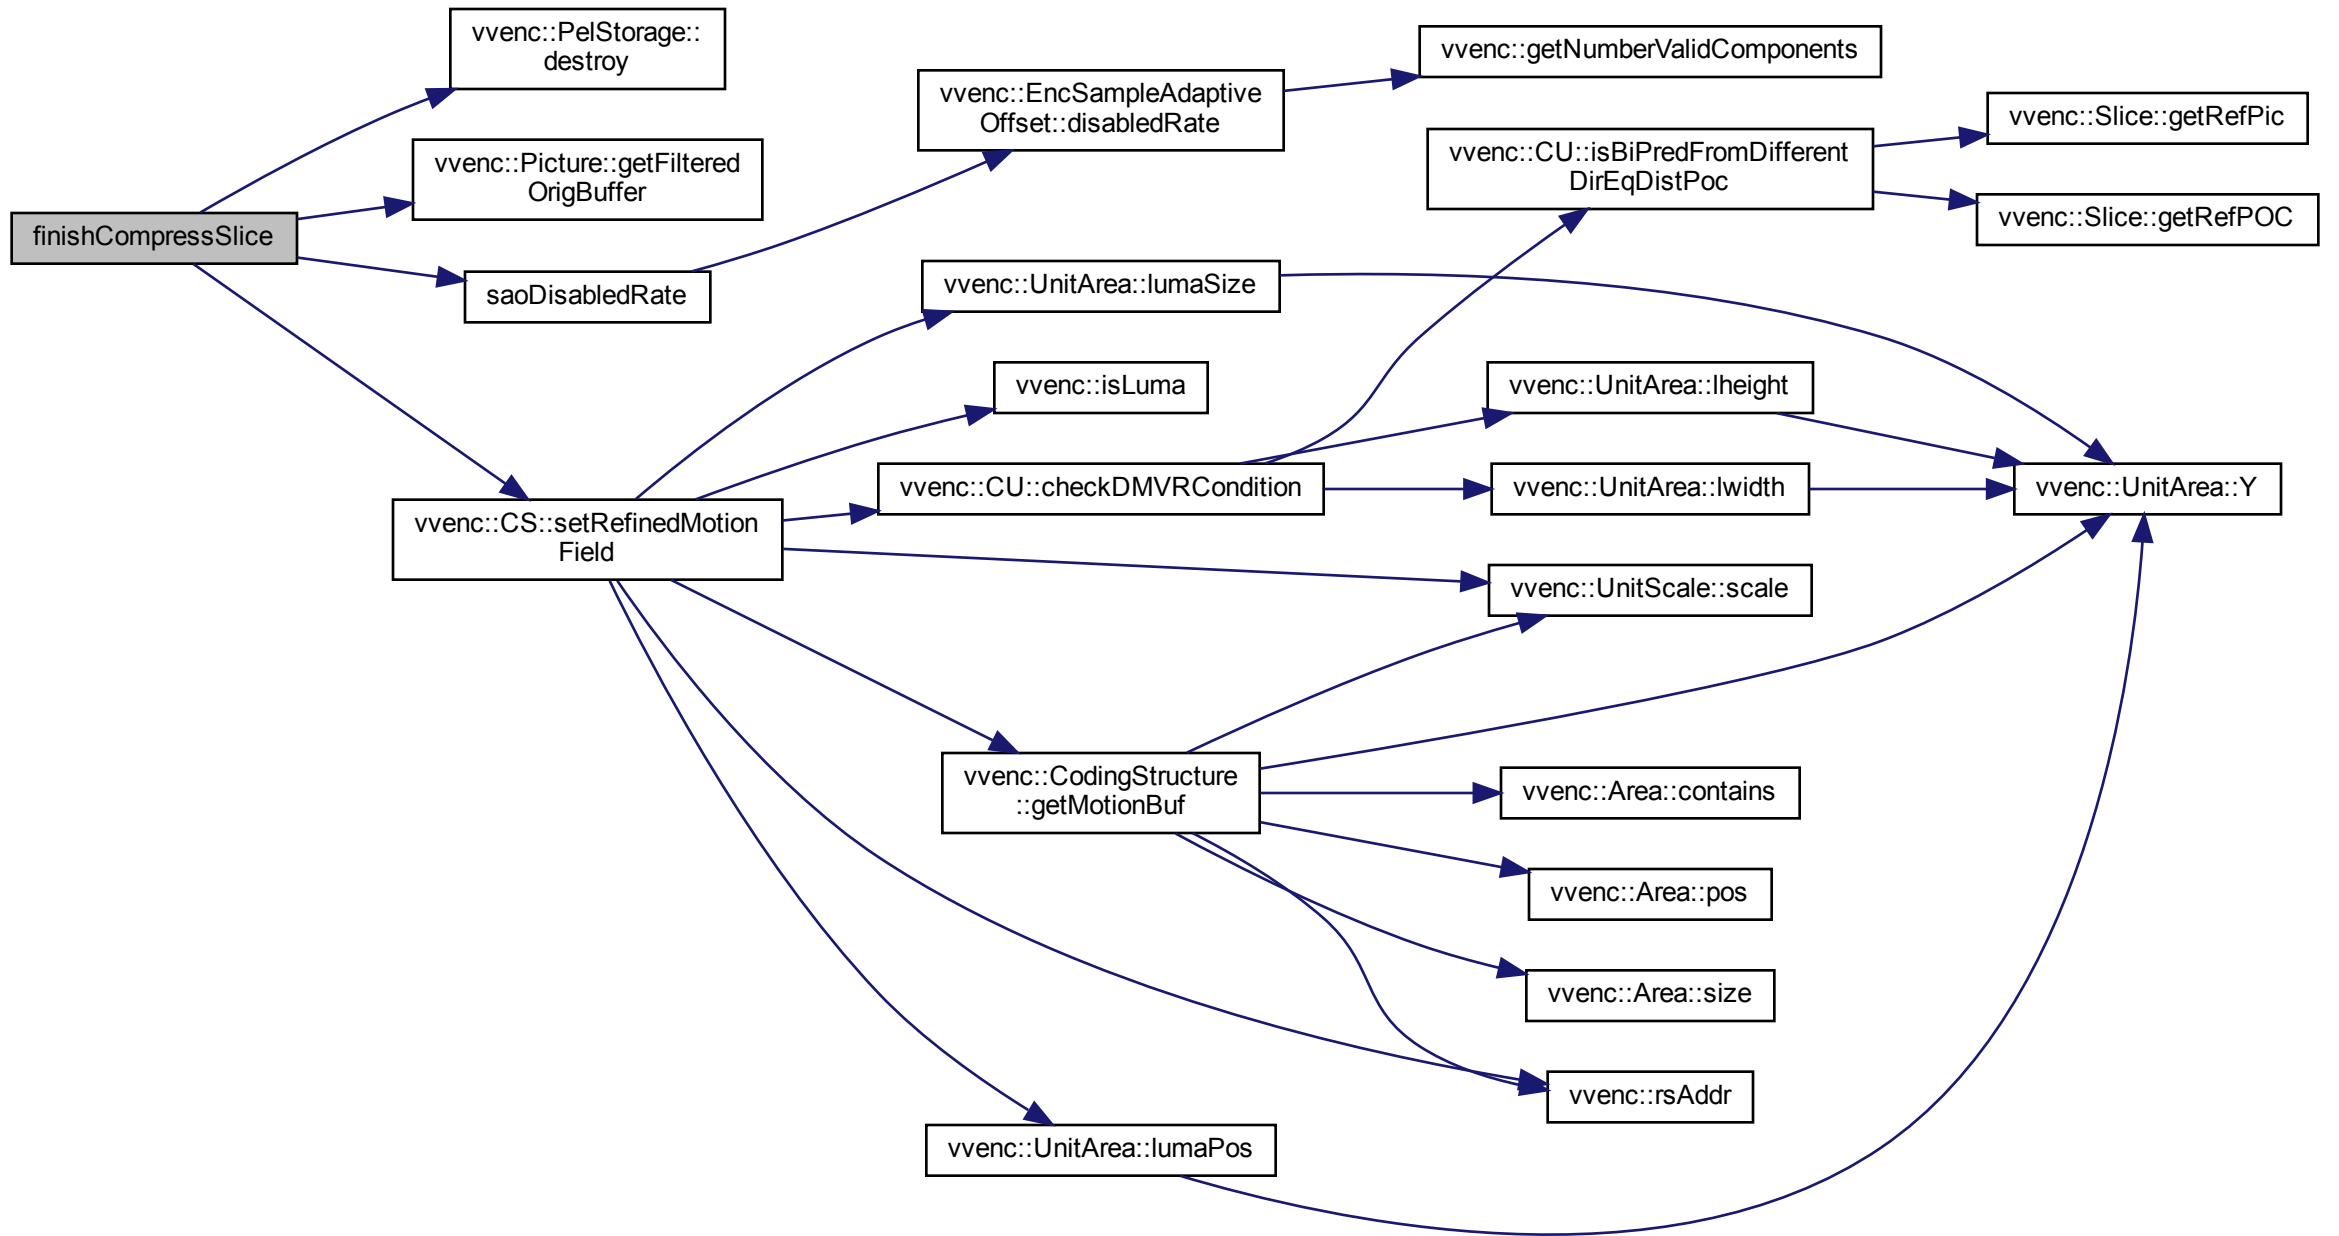 finishCompressSlice
vvenc::PelStorage::
destroy
vvenc::Picture::getFiltered
OrigBuffer
saoDisabledRate
vvenc::CS::setRefinedMotion
Field
vvenc::EncSampleAdaptive
Offset::disabledRate
vvenc::UnitArea::lumaSize
vvenc::isLuma
vvenc::CU::checkDMVRCondition
vvenc::CodingStructure
::getMotionBuf
vvenc::UnitArea::lumaPos
vvenc::getNumberValidComponents
vvenc::CU::isBiPredFromDifferent
DirEqDistPoc
vvenc::UnitArea::lheight
vvenc::UnitArea::lwidth
vvenc::UnitScale::scale
vvenc::Area::contains
vvenc::Area::pos
vvenc::Area::size
vvenc::rsAddr
vvenc::Slice::getRefPic
vvenc::Slice::getRefPOC
vvenc::UnitArea::Y